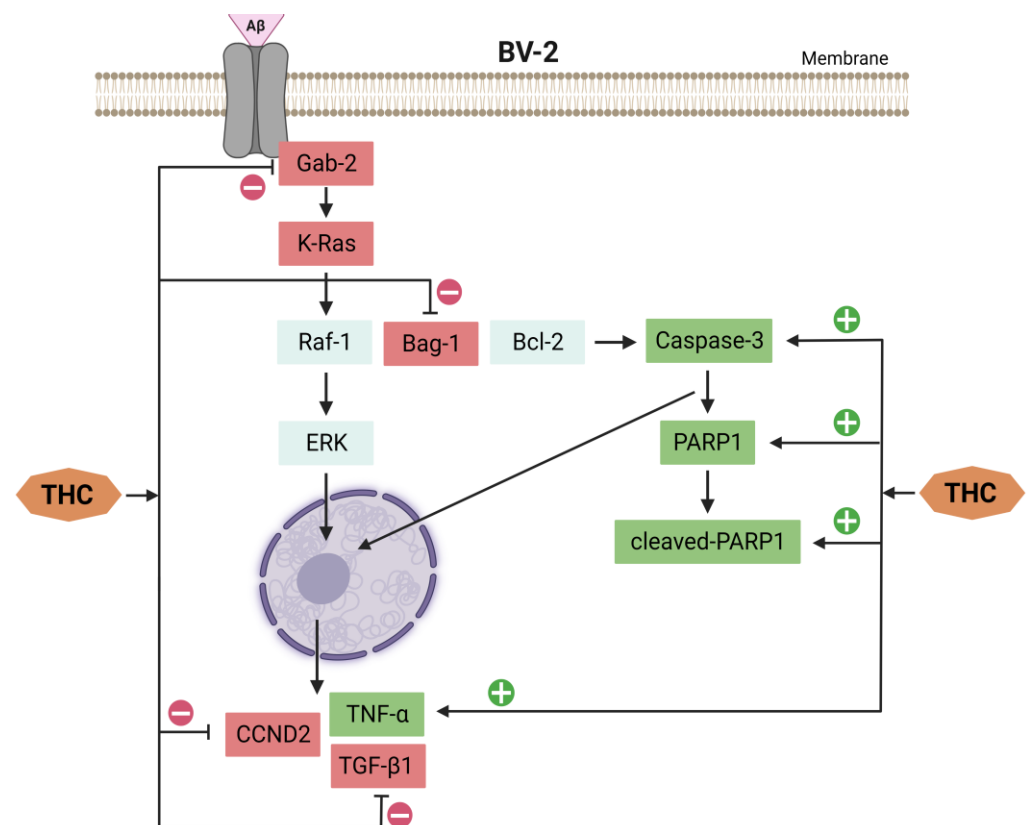 Aβ
BV-2
Membrane
Gab-2
K-Ras
Raf-1
Bag-1
Bcl-2
Caspase-3
ERK
PARP1
THC
THC
cleaved-PARP1
TNF-α
CCND2
TGF-β1